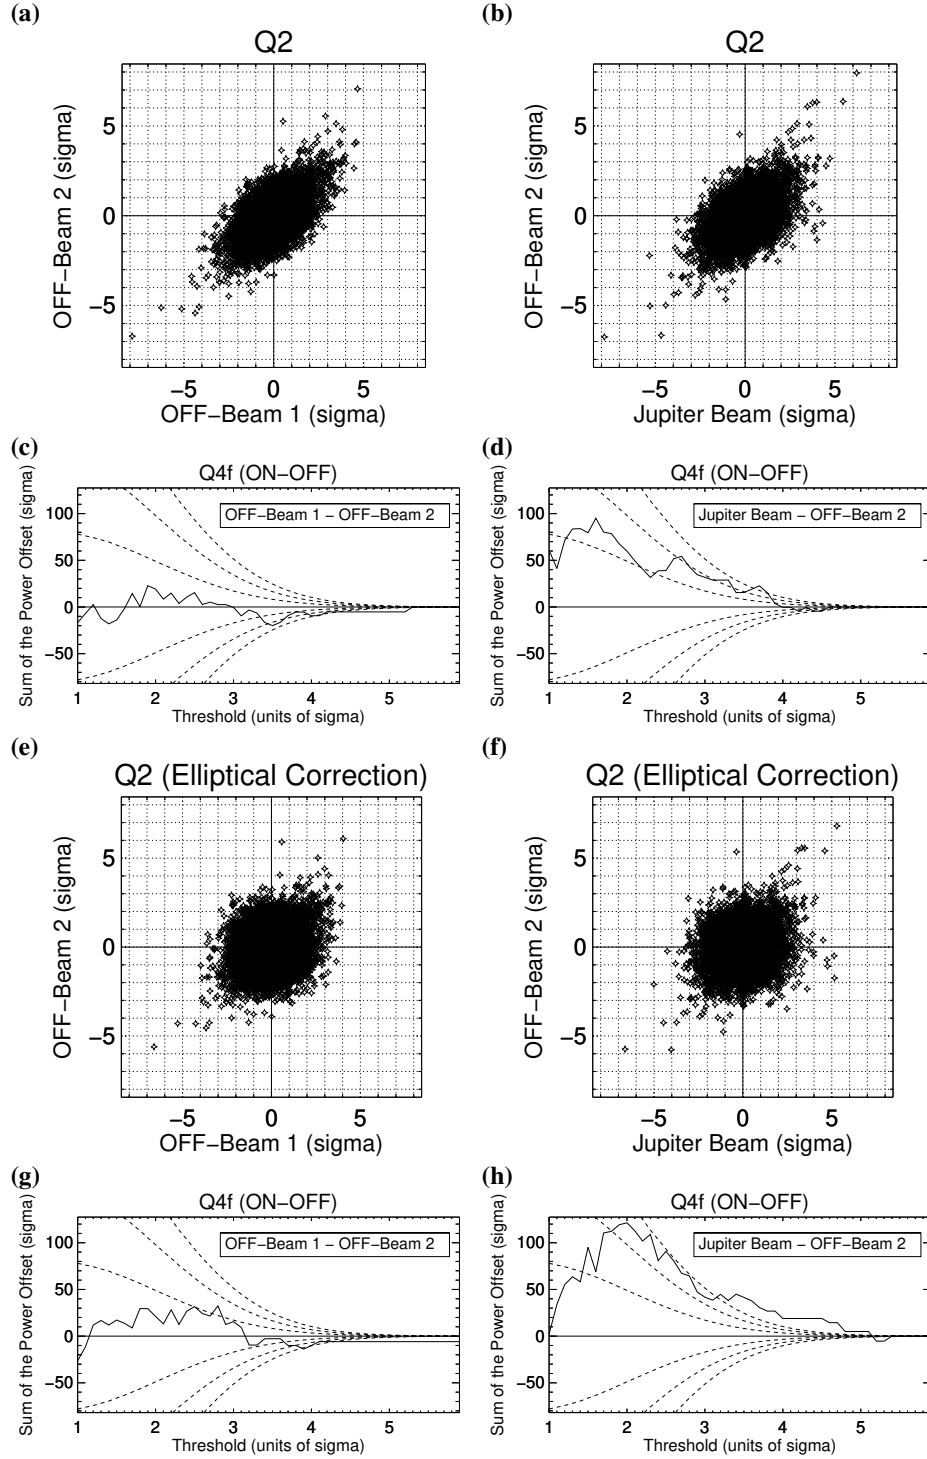 (a)
Q2
OFF−Beam 2 (sigma)
5
0
−5
−5 0 5
OFF−Beam 1 (sigma)
(b)
Q2
OFF−Beam 2 (sigma)
5
0
−5
−5 0 5
Jupiter Beam (sigma)
(c)
Q4f (ON−OFF)
Sum of the Power Offset (sigma)
OFF−Beam 1 − OFF−Beam 2
100
50
0
−50
1 2 3 4 5
Threshold (units of sigma)
(d)
Q4f (ON−OFF)
Sum of the Power Offset (sigma)
Jupiter Beam − OFF−Beam 2
100
50
0
−50
1 2 3 4 5
Threshold (units of sigma)
(e)
Q2 (Elliptical Correction)
OFF−Beam 2 (sigma)
5
0
−5
−5 0 5
OFF−Beam 1 (sigma)
(f)
Q2 (Elliptical Correction)
OFF−Beam 2 (sigma)
5
0
−5
−5 0 5
Jupiter Beam (sigma)
(g)
Q4f (ON−OFF)
Sum of the Power Offset (sigma)
OFF−Beam 1 − OFF−Beam 2
100
50
0
−50
1 2 3 4 5
Threshold (units of sigma)
(h)
Q4f (ON−OFF)
Sum of the Power Offset (sigma)
Jupiter Beam − OFF−Beam 2
100
50
0
−50
1 2 3 4 5
Threshold (units of sigma)